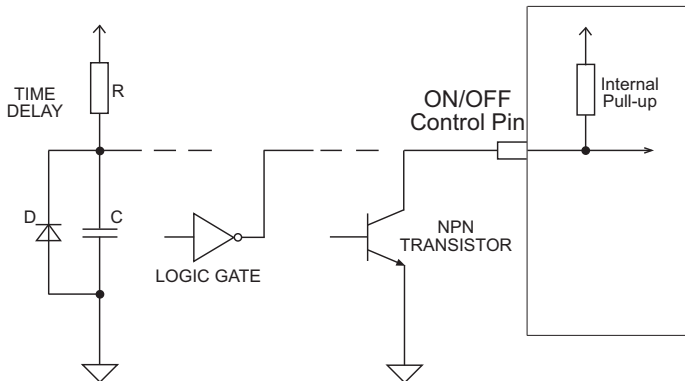 TIME
DELAY
R
D
C
LOGIC GATE
ON/OFF
Control Pin
NPN
TRANSISTOR
Internal
Pull-up